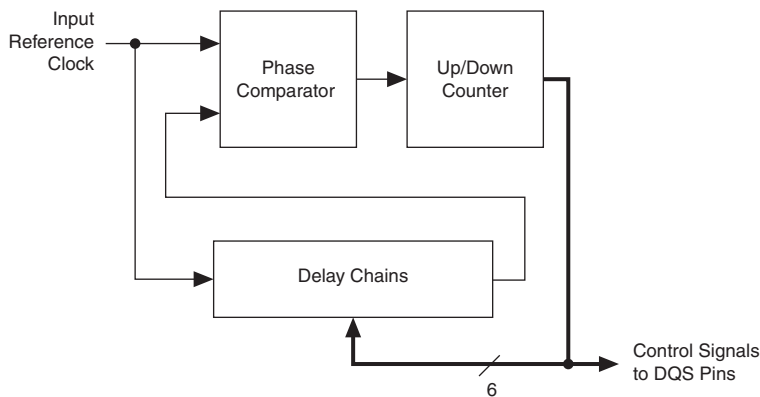 Input
Reference
Clock
Phase
Comparator
Up/Down
Counter
Delay Chains
6
Control Signals
to DQS Pins